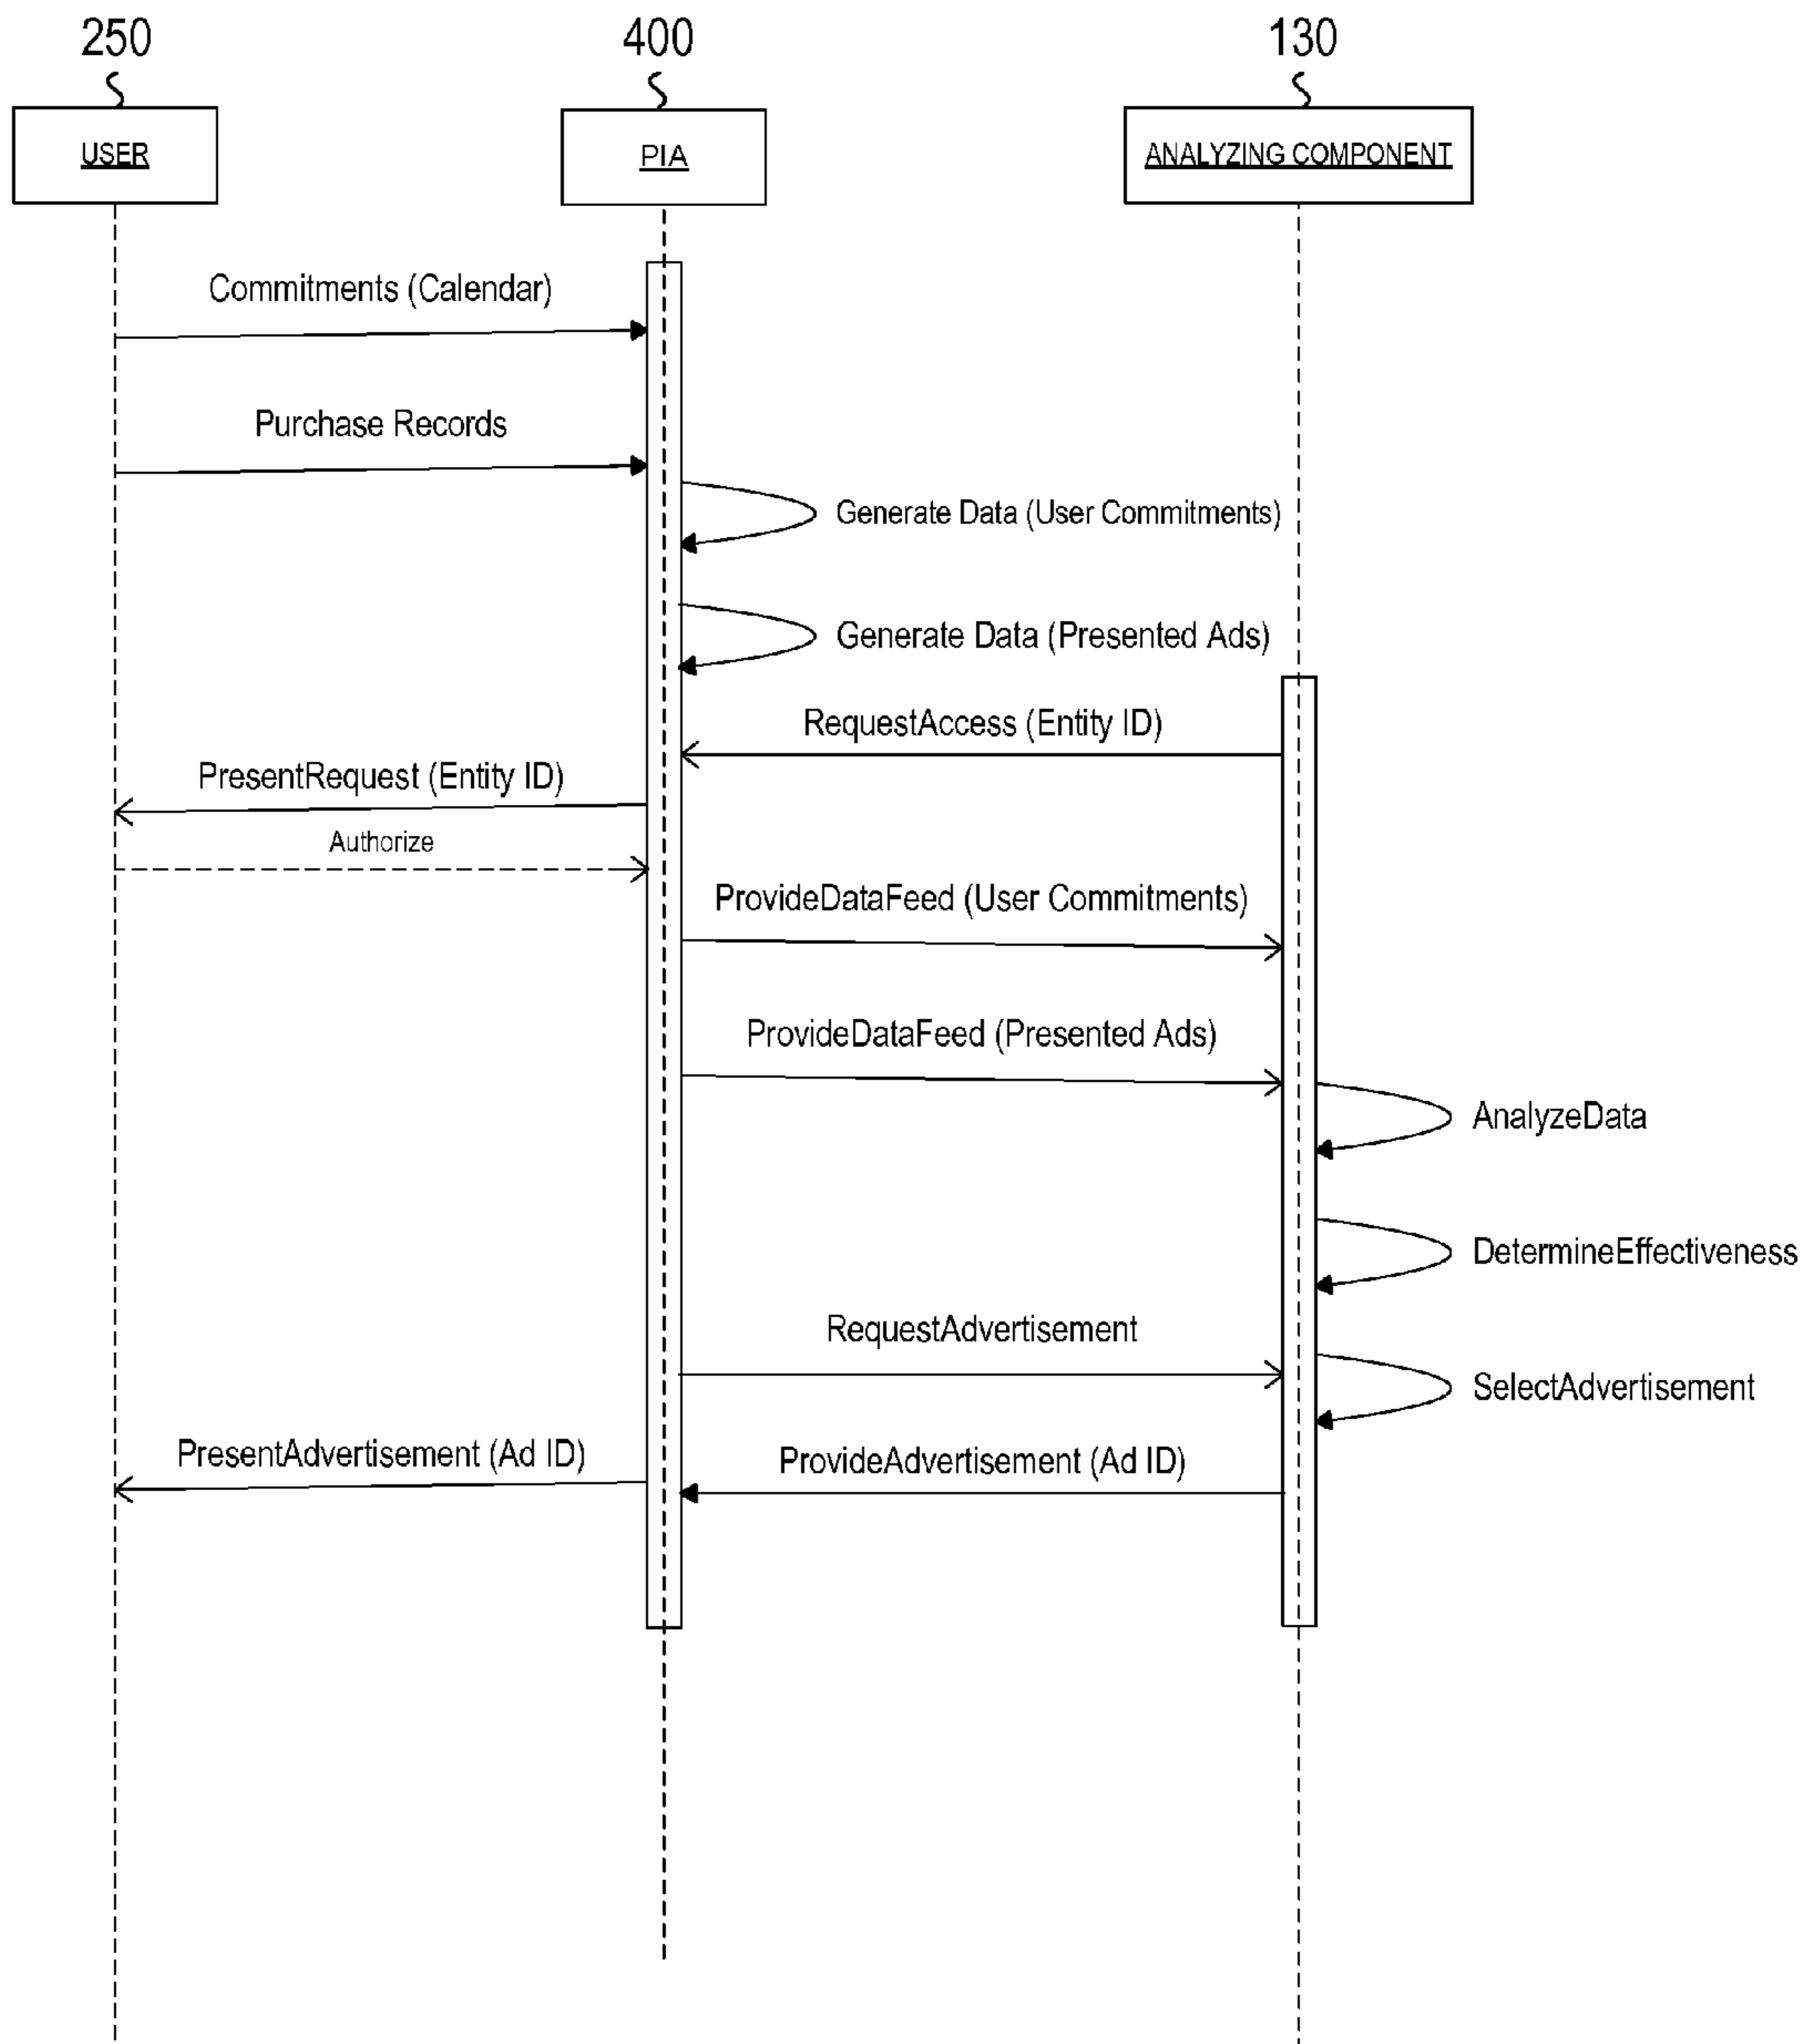 250
400
130
USER
PIA
ANALYZING COMPONENT
Commitments (Calendar)
Purchase Records
Generate Data (User Commitments)
Generate Data (Presented Ads)
RequestAccess (Entity ID)
PresentRequest (Entity ID)
Authorize
ProvideDataFeed (User Commitments)
ProvideDataFeed (Presented Ads)
AnalyzeData
DetermineEffectiveness
RequestAdvertisement
SelectAdvertisement
PresentAdvertisement (Ad ID)
ProvideAdvertisement (Ad ID)